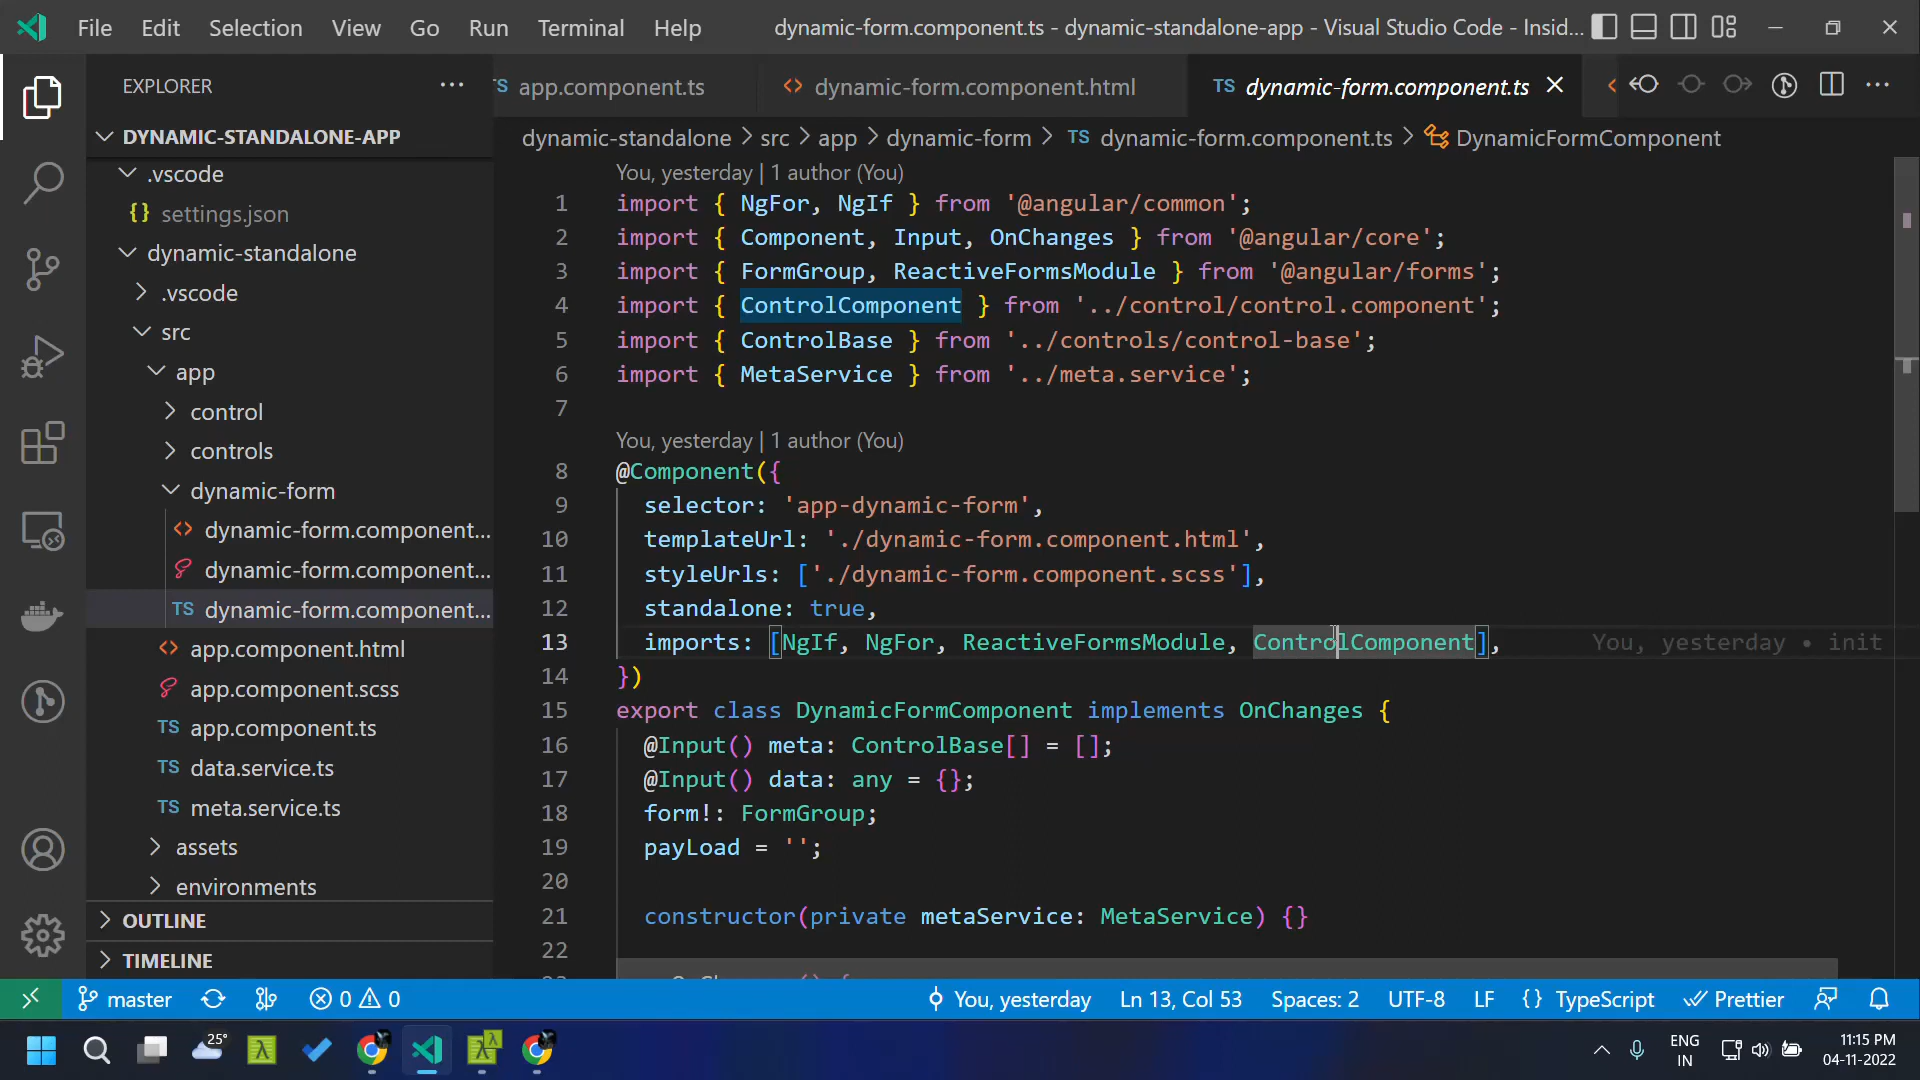 File Edit Selection View Go Run Terminal Help dynamic-form.component.ts - dynamic-standalone-app - Visual Studio Code - Insid...
EXPLORER
DYNAMIC-STANDALONE-APP
.vscode
settings.json
dynamic-standalone
.vscode
src
app
control
controls
dynamic-form
dynamic-form.component...
dynamic-form.component...
TS dynamic-form.component...
app.component.html
app.component.scss
TS app.component.ts
TS data.service.ts
TS meta.service.ts
assets
environments
OUTLINE
TIMELINE
TS app.component.ts dynamic-form.component.html TS dynamic-form.component.ts
dynamic-standalone > src > app > dynamic-form > TS dynamic-form.component.ts > DynamicFormComponent
You, yesterday | 1 author (You)
1 import { NgFor, NgIf } from '@angular/common';
2 import { Component, Input, OnChanges } from '@angular/core';
3 import { FormGroup, ReactiveFormsModule } from '@angular/forms';
4 import { ControlComponent } from '../control/control.component';
5 import { ControlBase } from '../controls/control-base';
6 import { MetaService } from '../meta.service';
7
You, yesterday | 1 author (You)
8 @Component({
9 selector: 'app-dynamic-form',
10 templateUrl: './dynamic-form.component.html',
11 styleUrls: ['./dynamic-form.component.scss'],
12 standalone: true,
13 imports: [NgIf, NgFor, ReactiveFormsModule, ControlComponent], You, yesterday • init
14 })
15 export class DynamicFormComponent implements OnChanges {
16 @Input() meta: ControlBase[] = [];
17 @Input() data: any = {};
18 form!: FormGroup;
19 payLoad = '';
20
21 constructor(private metaService: MetaService) {}
22
master 0 0 You, yesterday Ln 13, Col 53 Spaces: 2 UTF-8 LF {} TypeScript Prettier
25° ENG IN 11:15 PM 04-11-2022